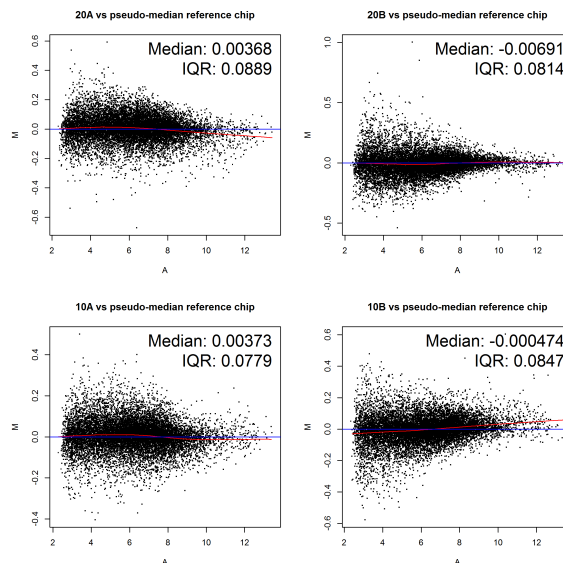 20A vs pseudo-median reference chip
Median: 0.00368
IQR: 0.0889
M
0.6
0.4
0.2
0.0
-0.2
-0.4
-0.6
2 4 6 8 10 12
A
20B vs pseudo-median reference chip
Median: -0.00691
IQR: 0.0814
M
1.0
0.5
0.0
-0.5
2 4 6 8 10 12
A
10A vs pseudo-median reference chip
Median: 0.00373
IQR: 0.0779
M
0.4
0.2
0.0
-0.2
-0.4
2 4 6 8 10 12
A
10B vs pseudo-median reference chip
Median: -0.000474
IQR: 0.0847
M
0.6
0.4
0.2
0.0
-0.2
-0.4
-0.6
2 4 6 8 10 12
A